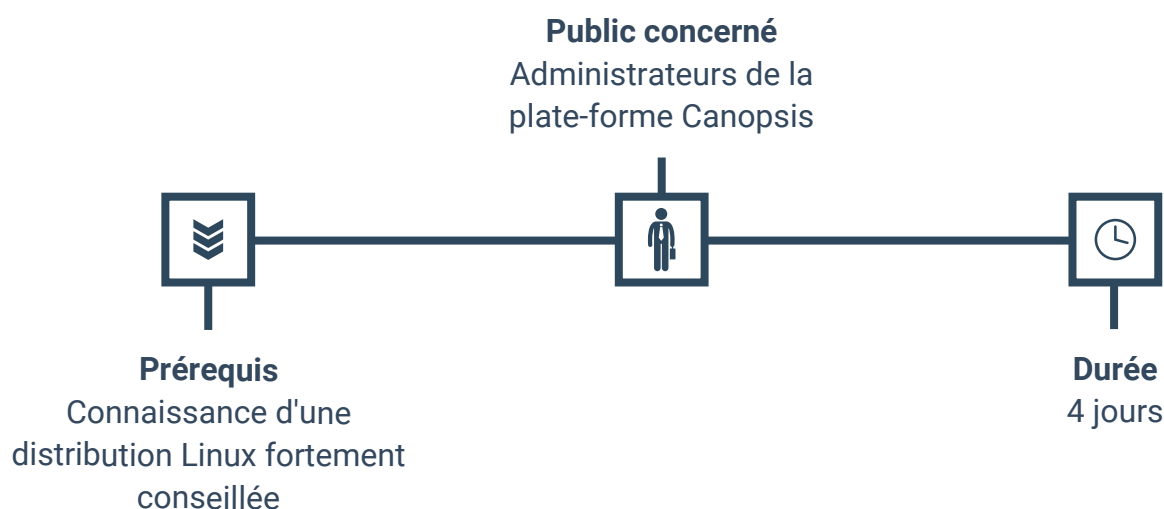 Public concerné
Administrateurs de la
plate-forme Canopsis
Prérequis
Connaissance d'une
distribution Linux fortement
conseillée
Durée
4 jours